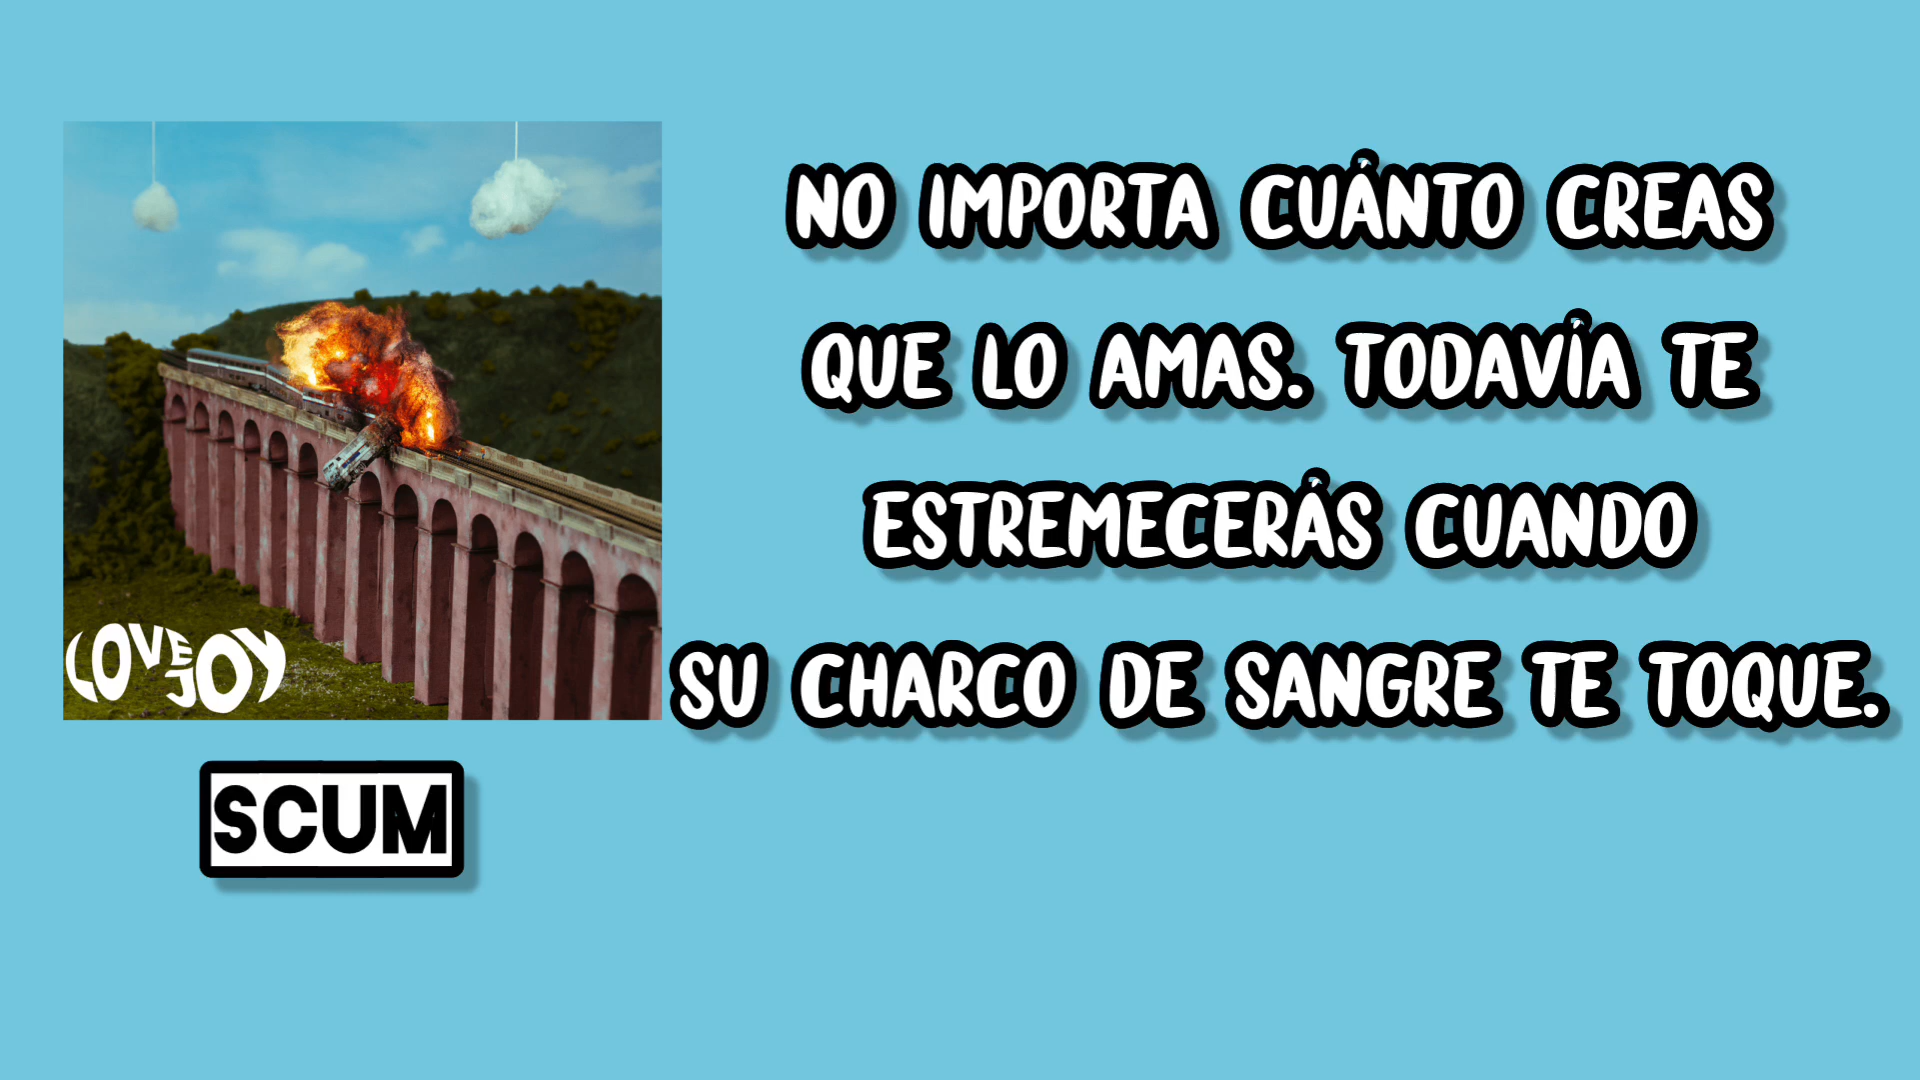 NO IMPORTA CUÁNTO CREAS
QUE LO AMAS. TODAVÍA TE
ESTREMECERÁS CUANDO
SU CHARCO DE SANGRE TE TOQUE.
LOVEJOY
SCUM